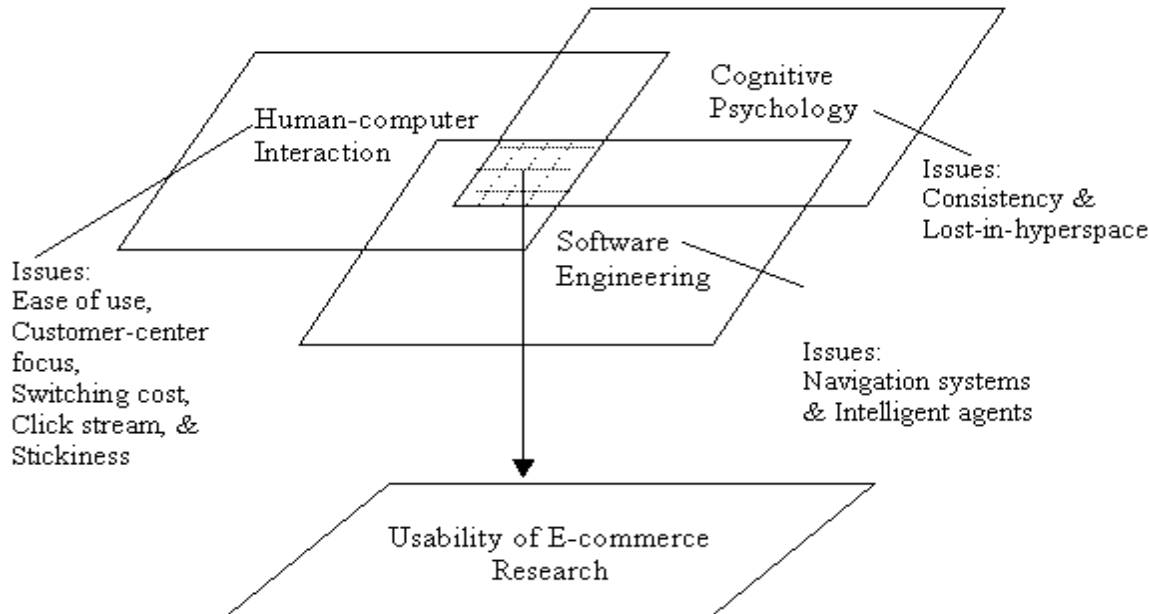 Cognitive
Psychology
Human-computer
Interaction
Issues:
Consistency &
Lost-in-hyperspace
Software
Engineering
Issues:
Ease of use,
Customer-center
focus,
Switching cost,
Click stream, &
Stickiness
Issues:
Navigation systems
& Intelligent agents
Usability of E-commerce
Research